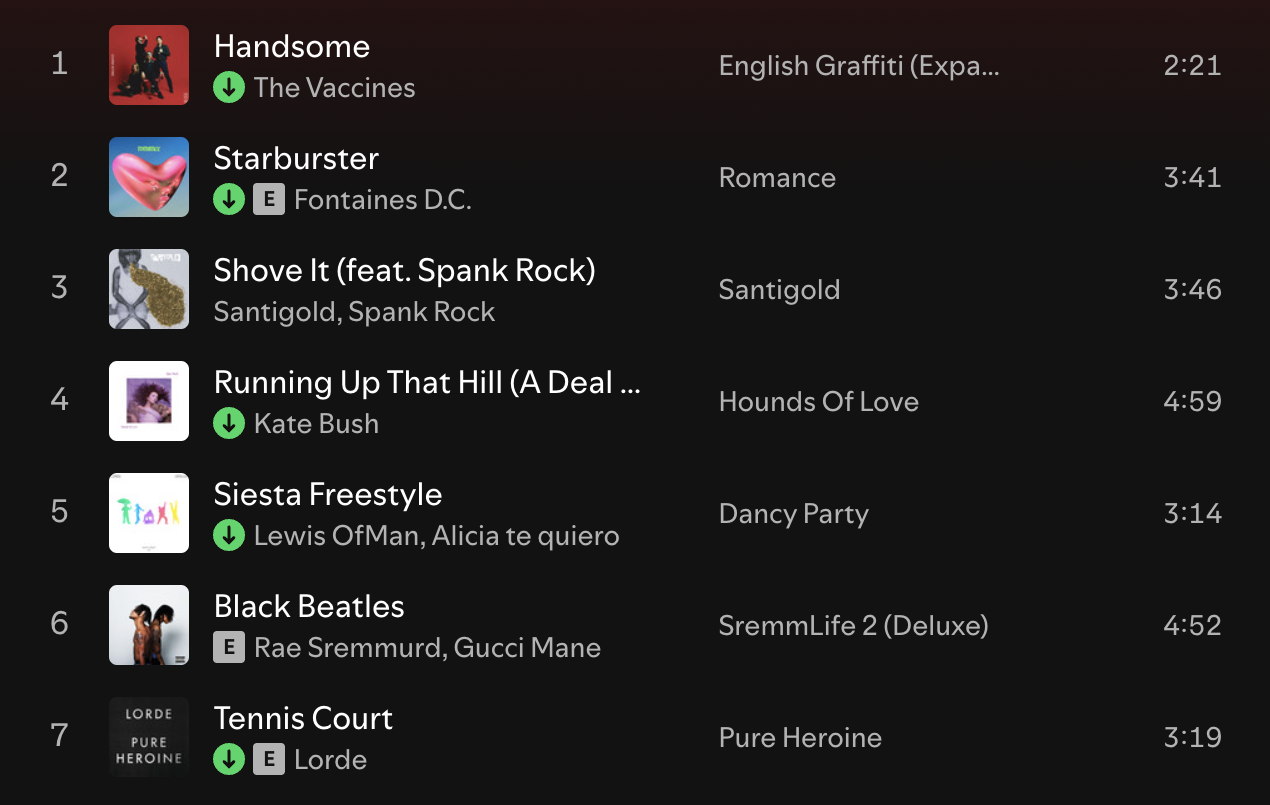 1
Handsome
The Vaccines
English Graffiti (Expa...
2:21
2
Starburster
E Fontaines D.C.
Romance
3:41
3
Shove It (feat. Spank Rock)
Santigold, Spank Rock
Santigold
3:46
4
Running Up That Hill (A Deal ...
Kate Bush
Hounds Of Love
4:59
5
Siesta Freestyle
Lewis OfMan, Alicia te quiero
Dancy Party
3:14
6
Black Beatles
E Rae Sremmurd, Gucci Mane
SremmLife 2 (Deluxe)
4:52
7
LORDE
PURE
HEROINE
Tennis Court
E Lorde
Pure Heroine
3:19